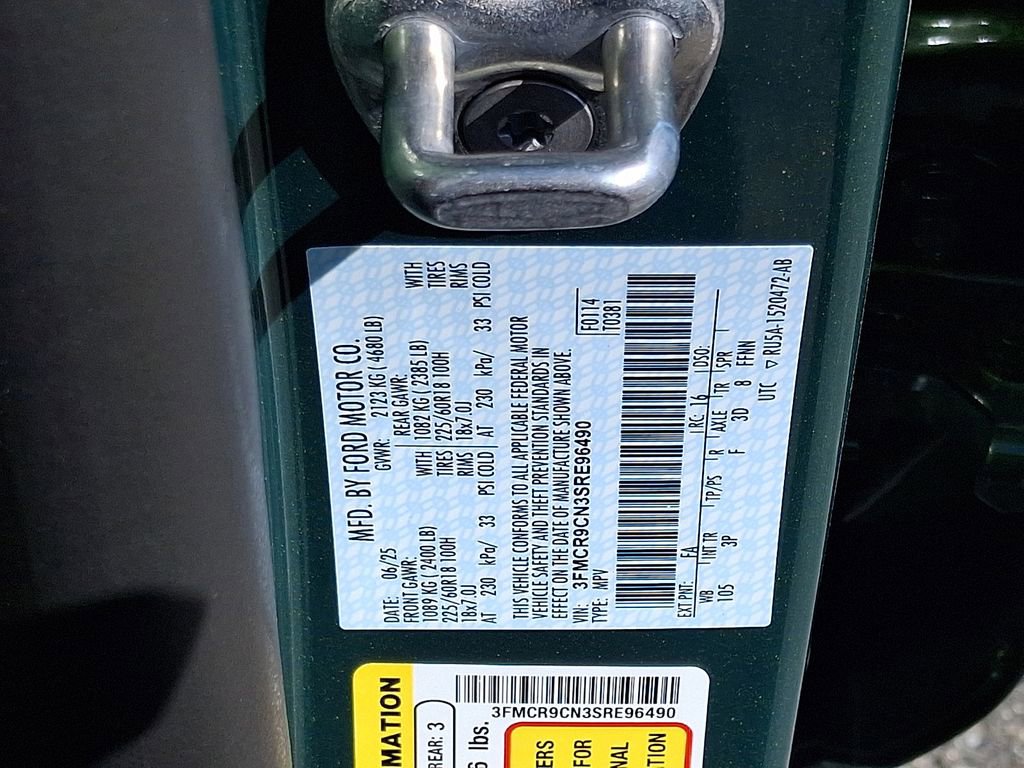 MFD. BY FORD MOTOR CO.
DATE: 06/25 GVWR: 2123 KG ( 4680 LB)
FRONT GAWR: REAR GAWR:
1089 KG ( 2400 LB) WITH 1082 KG ( 2385 LB) WITH
225/60R18 100H TIRES 225/60R18 100H TIRES
18x7.0J RIMS 18x7.0J RIMS
AT 230 kPa/ 33 PSI COLD AT 230 kPa/ 33 PSI COLD
THIS VEHICLE CONFORMS TO ALL APPLICABLE FEDERAL MOTOR
VEHICLE SAFETY AND THEFT PREVENTION STANDARDS IN
EFFECT ON THE DATE OF MANUFACTURE SHOWN ABOVE.
VIN: 3FMCR9CN3SRE96490
TYPE: MPV
F0114
T0381
EXT PNT: FA RC: 16 DSO:
WB INT TR TP/PS R AXLE TR SPR
105 3P F 3D 8 FFHN
UTC ▽ RU5A-1520472-AB
MATION
REAR: 3
lbs.
3FMCR9CN3SRE96490
ERS
FOR
NAL
TION